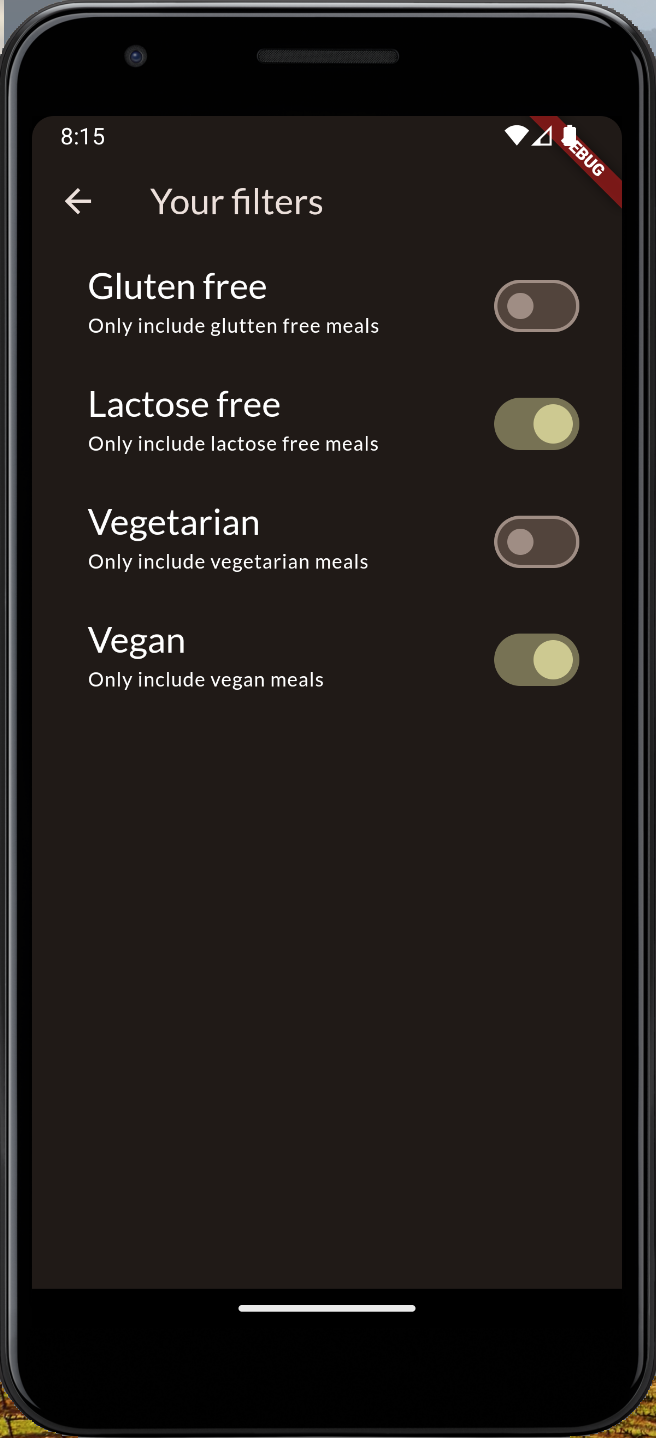 8:15
Your filters
Gluten free
Only include glutten free meals
Lactose free
Only include lactose free meals
Vegetarian
Only include vegetarian meals
Vegan
Only include vegan meals